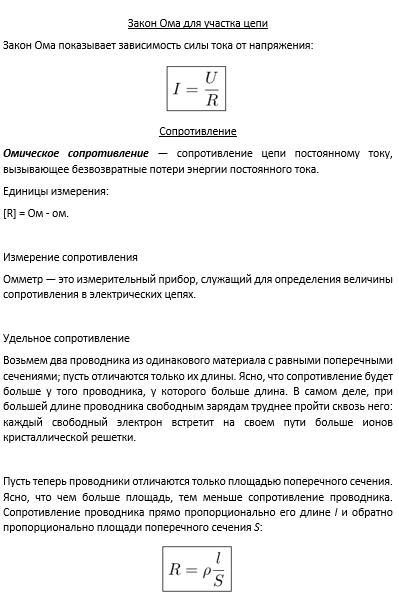 Закон Ома для участка цепи
Закон Ома показывает зависимость силы тока от напряжения:
I = U/R
Сопротивление
Омическое сопротивление — сопротивление цепи постоянному току,
вызывающее безвозвратные потери энергии постоянного тока.
Единицы измерения:
[R] = Ом - ом.
Измерение сопротивления
Омметр — это измерительный прибор, служащий для определения величины
сопротивления в электрических цепях.
Удельное сопротивление
Возьмем два проводника из одинакового материала с равными поперечными
сечениями; пусть отличаются только их длины. Ясно, что сопротивление будет
больше у того проводника, у которого больше длина. В самом деле, при
большей длине проводника свободным зарядам труднее пройти сквозь него:
каждый свободный электрон встретит на своем пути больше ионов
кристаллической решетки.
Пусть теперь проводники отличаются только площадью поперечного сечения.
Ясно, что чем больше площадь, тем меньше сопротивление проводника.
Сопротивление проводника прямо пропорционально его длине l и обратно
пропорционально площади поперечного сечения S:
R = ρ l/S